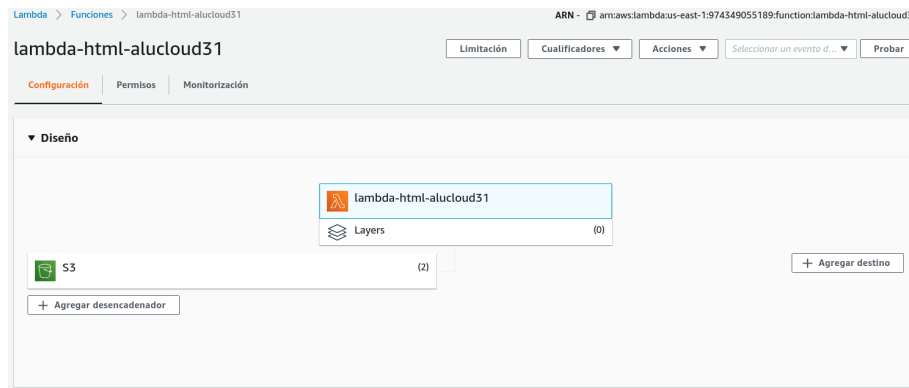 Lambda > Funciones > lambda-html-alucloud31
ARN - arn:aws:lambda:us-east-1:974349055189:function:lambda-html-alucloud3
lambda-html-alucloud31
Limitación Cualificadores ▼ Acciones ▼ Seleccionar un evento d... ▼ Probar
Configuración Permisos Monitorización
▼ Diseño
lambda-html-alucloud31
Layers (0)
S3 (2)
+ Agregar destino
+ Agregar desencadenador